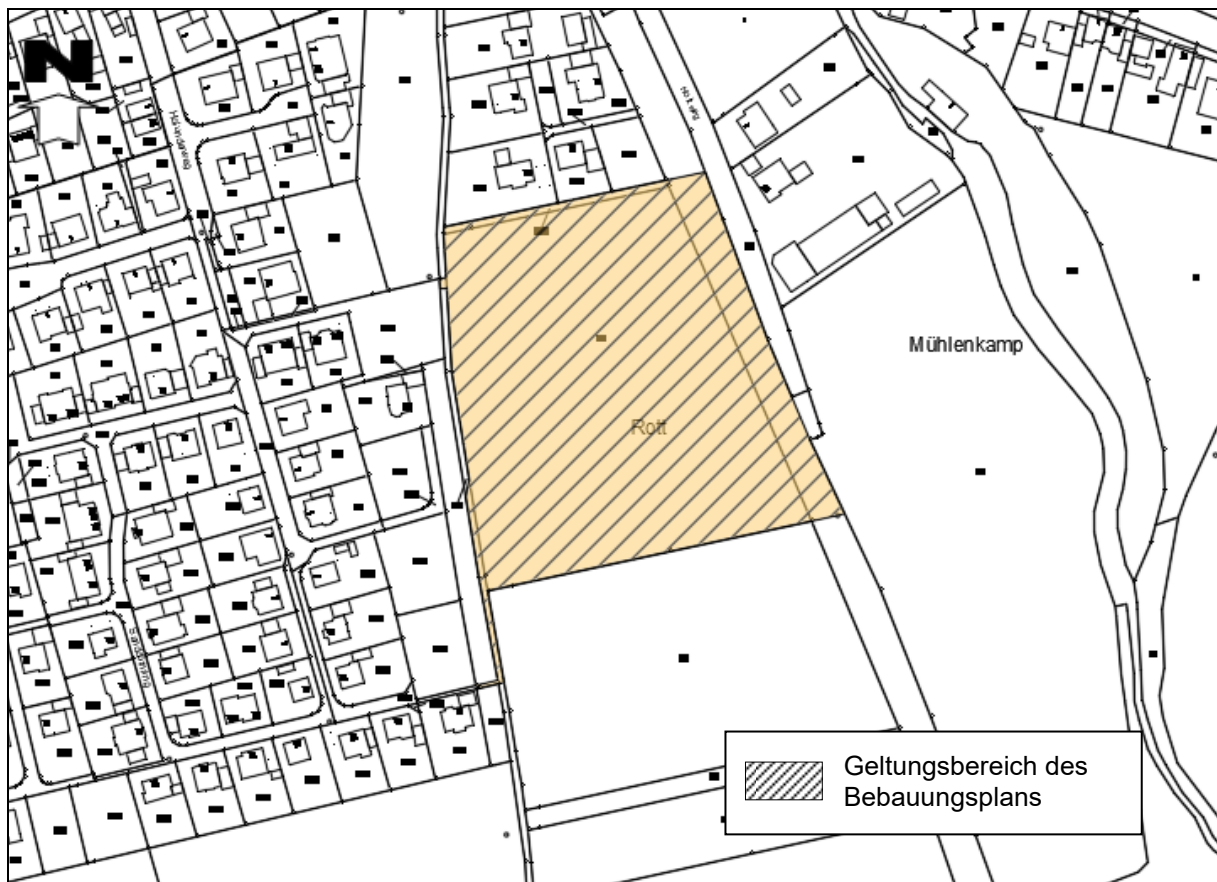 N
Mühlenkamp
Rott
Geltungsbereich des
Bebauungsplans